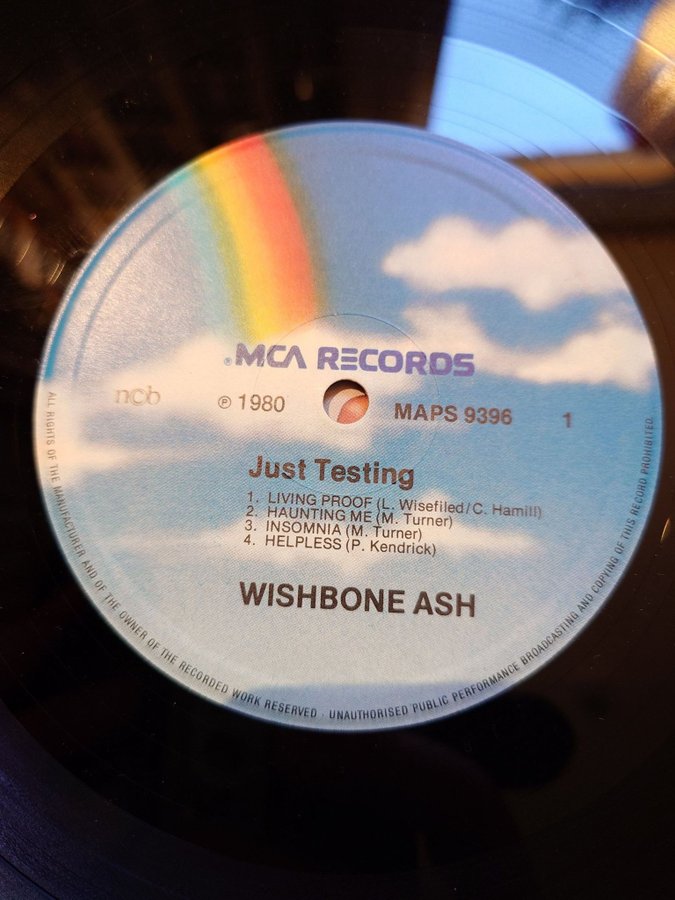 ® MCA RECORDS
ncb ℗ 1980 MAPS 9396 1
Just Testing
1. LIVING PROOF (L. Wisefiled/C. Hamill)
2. HAUNTING ME (M. Turner)
3. INSOMNIA (M. Turner)
4. HELPLESS (P. Kendrick)
WISHBONE ASH
ALL RIGHTS OF THE MANUFACTURER AND OF THE OWNER OF THE RECORDED WORK RESERVED · UNAUTHORISED PUBLIC PERFORMANCE BROADCASTING AND COPYING OF THIS RECORD PROHIBITED.